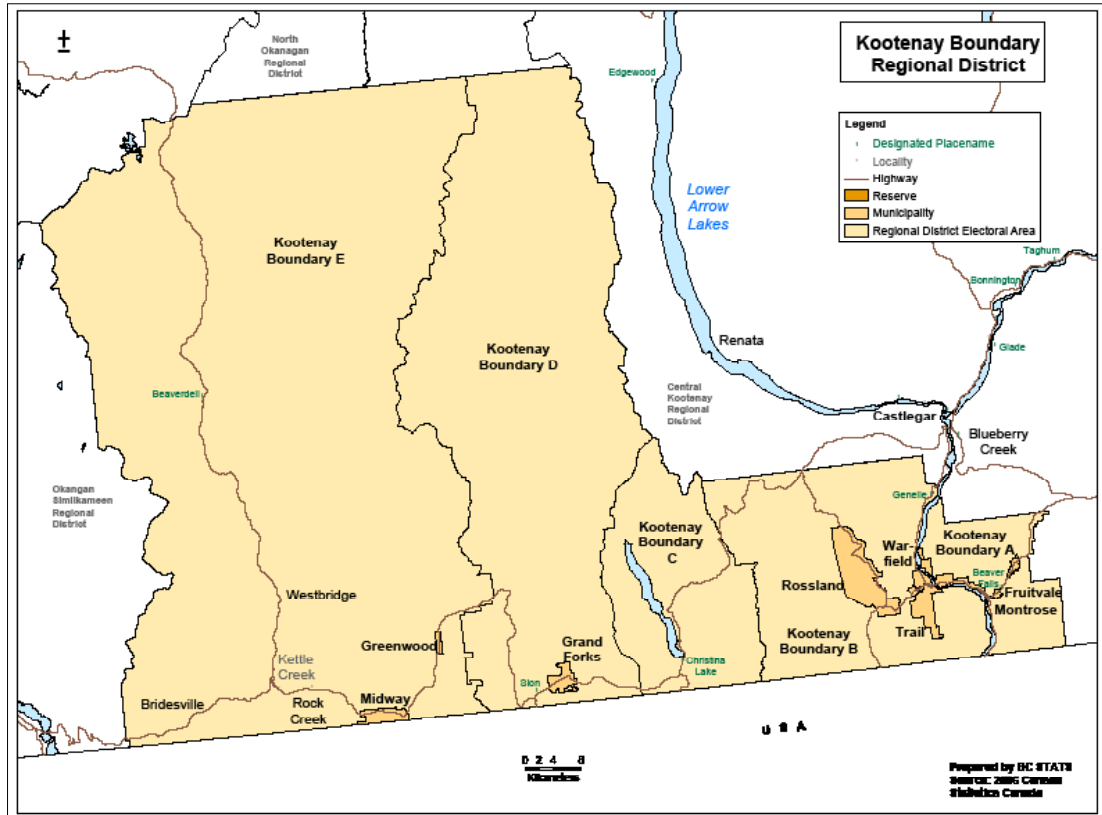 Kootenay Boundary
Regional District
Legend
Designated Placename
Locality
Highway
Reserve
Municipality
Regional District Electoral Area
North
Okanagan
Regional
District
Edgewood
Lower
Arrow
Lakes
Taghum
Bonnington
Glade
Kootenay
Boundary E
Kootenay
Boundary D
Renata
Beaverdell
Central
Kootenay
Regional
District
Castlegar
Blueberry
Creek
Okangan
Similkameen
Regional
District
Genelle
Kootenay
Boundary
C
War-
field
Kootenay
Boundary A
Beaver
Falls
Rossland
Fruitvale
Montrose
Westbridge
Greenwood
Grand
Forks
Kootenay
Boundary B
Trail
Kettle
Creek
Christina
Lake
Sion
Bridesville
Rock
Creek
Midway
U S A
0 2 4 8
Kilometers
Prepared by BC STATS
Source: 2006 Census
Statistics Canada